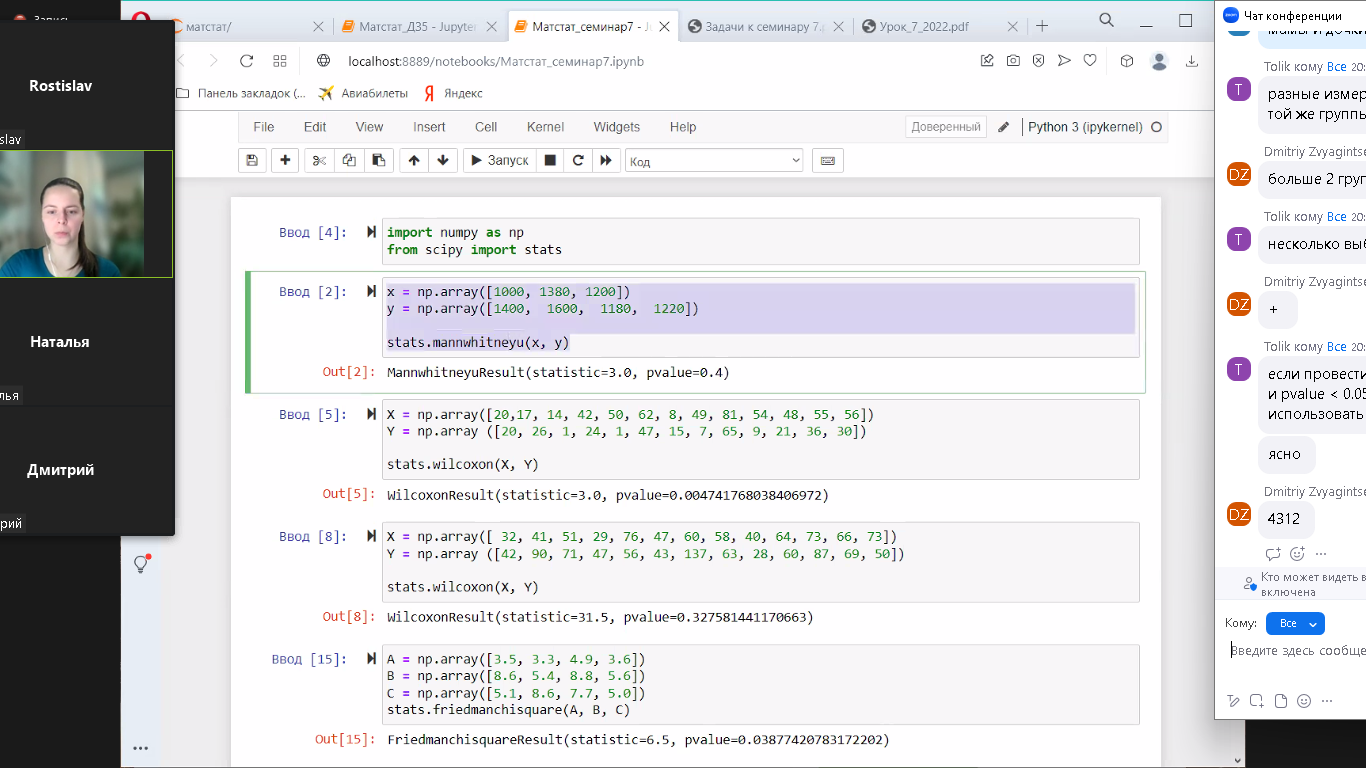 Запись
Rostislav
slav
Наталья
лья
Дмитрий
рий
матстат/
Матстат_Д35 - Jupyter
Матстат_семинар7 - Ju
Задачи к семинару 7.p
Урок_7_2022.pdf
localhost:8889/notebooks/Матстат_семинар7.ipynb
Панель закладок (...
Авиабилеты
Яндекс
File Edit View Insert Cell Kernel Widgets Help
Доверенный
Python 3 (ipykernel)
Запуск
Код
Ввод [4]:
import numpy as np
from scipy import stats
Ввод [2]:
x = np.array([1000, 1380, 1200])
y = np.array([1400,  1600,  1180,  1220])
stats.mannwhitneyu(x, y)
Out[2]: MannwhitneyuResult(statistic=3.0, pvalue=0.4)
Ввод [5]:
X = np.array([20,17, 14, 42, 50, 62, 8, 49, 81, 54, 48, 55, 56])
Y = np.array ([20, 26, 1, 24, 1, 47, 15, 7, 65, 9, 21, 36, 30])
stats.wilcoxon(X, Y)
Out[5]: WilcoxonResult(statistic=3.0, pvalue=0.004741768038406972)
Ввод [8]:
X = np.array([ 32, 41, 51, 29, 76, 47, 60, 58, 40, 64, 73, 66, 73])
Y = np.array ([42, 90, 71, 47, 56, 43, 137, 63, 28, 60, 87, 69, 50])
stats.wilcoxon(X, Y)
Out[8]: WilcoxonResult(statistic=31.5, pvalue=0.327581441170663)
Ввод [15]:
A = np.array([3.5, 3.3, 4.9, 3.6])
B = np.array([8.6, 5.4, 8.8, 5.6])
C = np.array([5.1, 8.6, 7.7, 5.0])
stats.friedmanchisquare(A, B, C)
Out[15]: FriedmanchisquareResult(statistic=6.5, pvalue=0.03877420783172202)
zoom
Чат конференции
мамы и дочки
Tolik кому Все 20:
T
разные измер
той же группы
Dmitriy Zvyagintse
DZ
больше 2 груп
Tolik кому Все 20:
T
несколько выб
Dmitriy Zvyagintse
DZ
+
Tolik кому Все 20:
T
если провести
и pvalue < 0.05
использовать
ясно
Dmitriy Zvyagintse
DZ
4312
Кто может видеть в
включена
Кому: Все
Введите здесь сообще